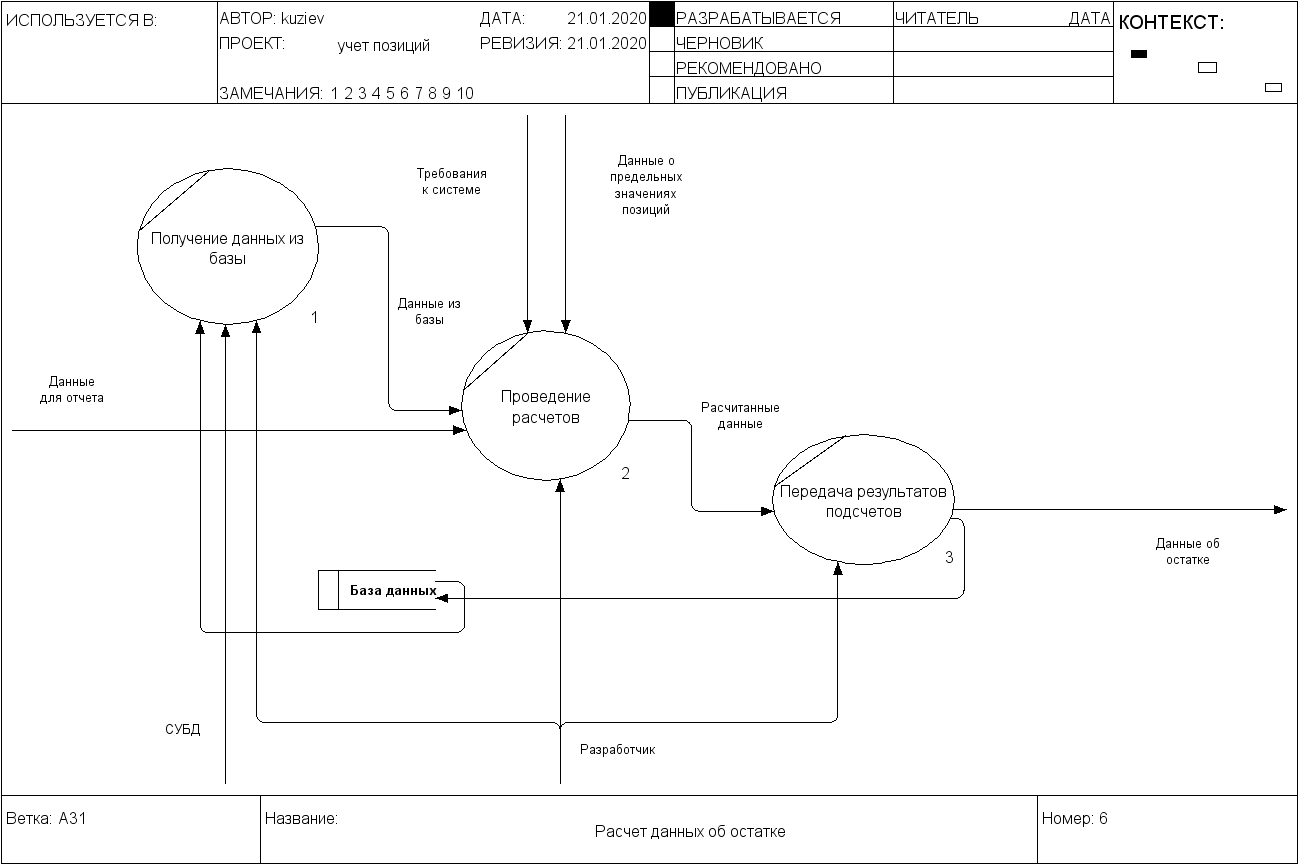 ИСПОЛЬЗУЕТСЯ В:
АВТОР: kuziev
ДАТА: 21.01.2020
ПРОЕКТ: учет позиций
РЕВИЗИЯ: 21.01.2020
ЗАМЕЧАНИЯ: 1 2 3 4 5 6 7 8 9 10
РАЗРАБАТЫВАЕТСЯ
ЧЕРНОВИК
РЕКОМЕНДОВАНО
ПУБЛИКАЦИЯ
ЧИТАТЕЛЬ ДАТА
КОНТЕКСТ:
Требования
к системе
Данные о
предельных
значениях
позиций
Получение данных из
базы
1
Данные из
базы
Данные
для отчета
Проведение
расчетов
2
Расчитанные
данные
Передача результатов
подсчетов
3
Данные об
остатке
База данных
СУБД
Разработчик
Ветка: A31
Название:
Расчет данных об остатке
Номер: 6